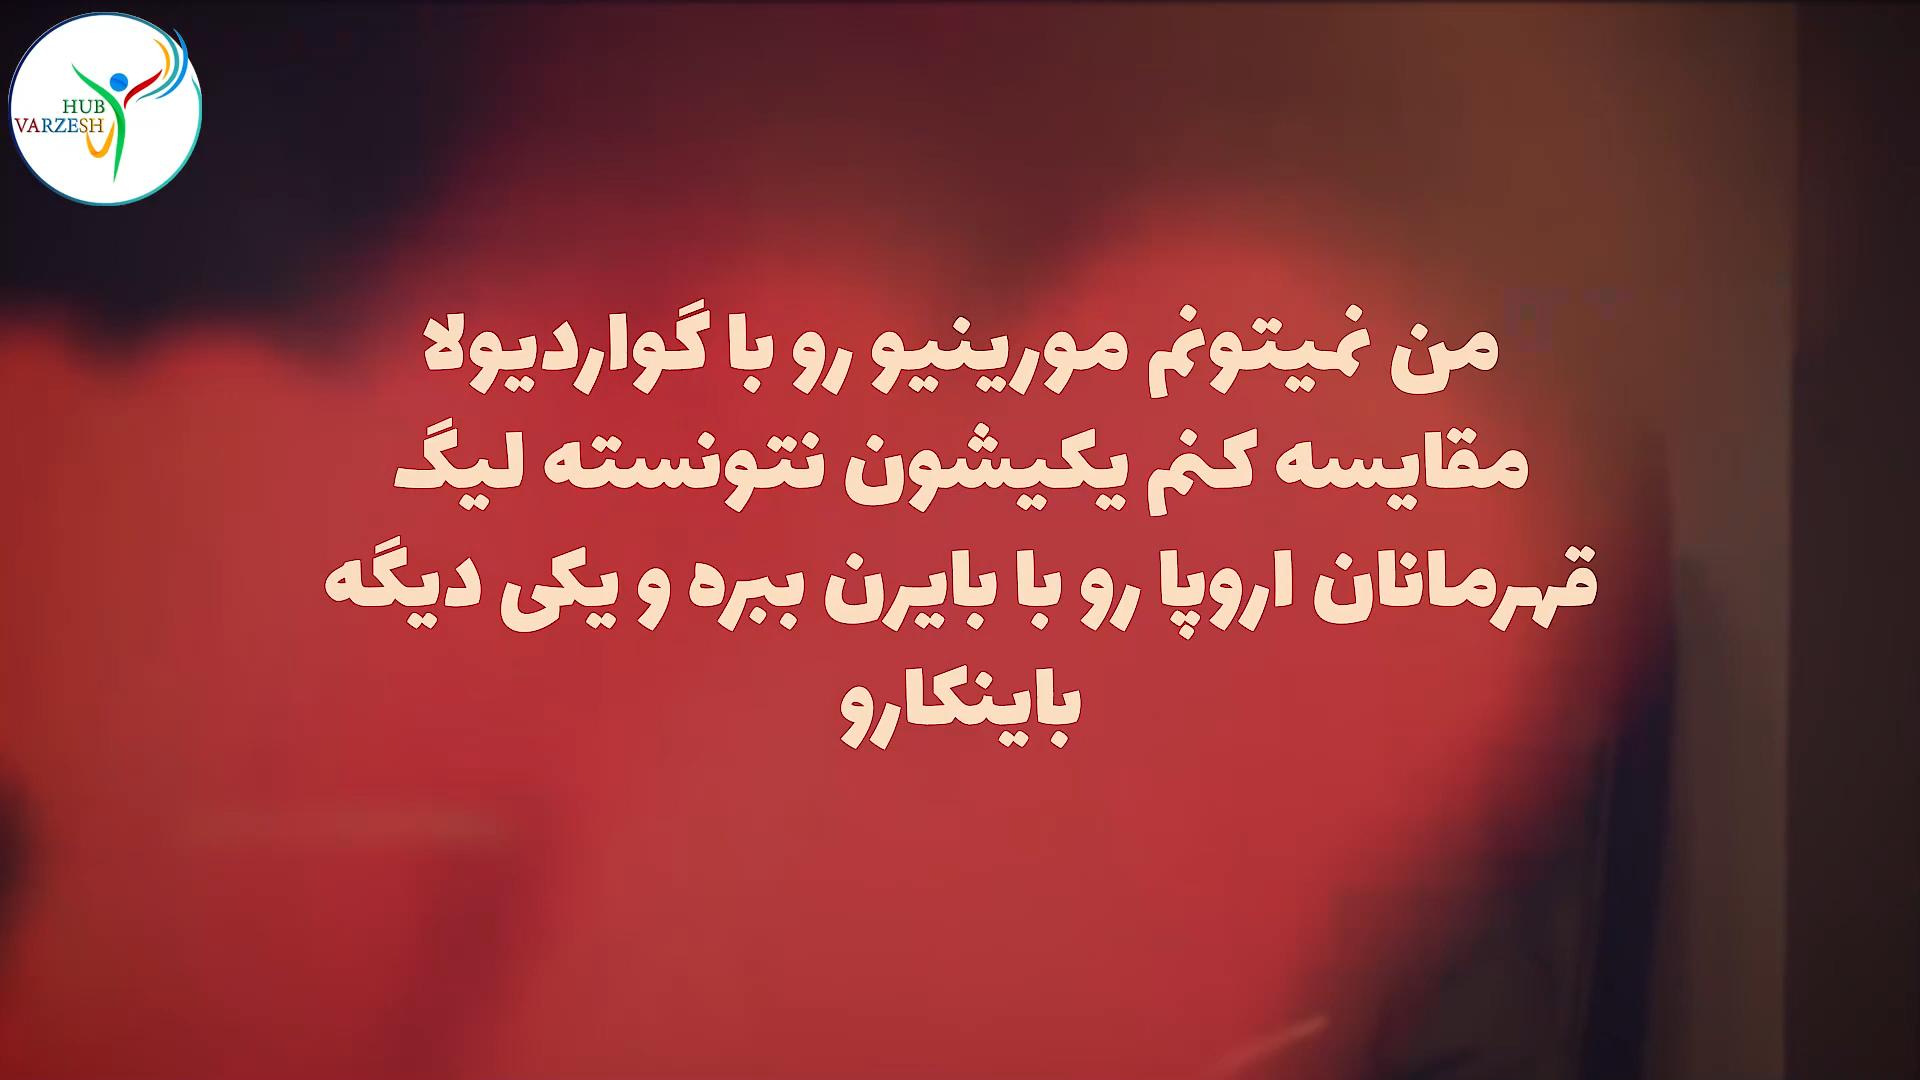 HUB
VARZESH
من نمیتونم مورینیو رو با گواردیولا
مقایسه کنم یکیشون نتونسته لیگ
قهرمانان اروپا رو با بایرن ببره و یکی دیگه
باینکارو